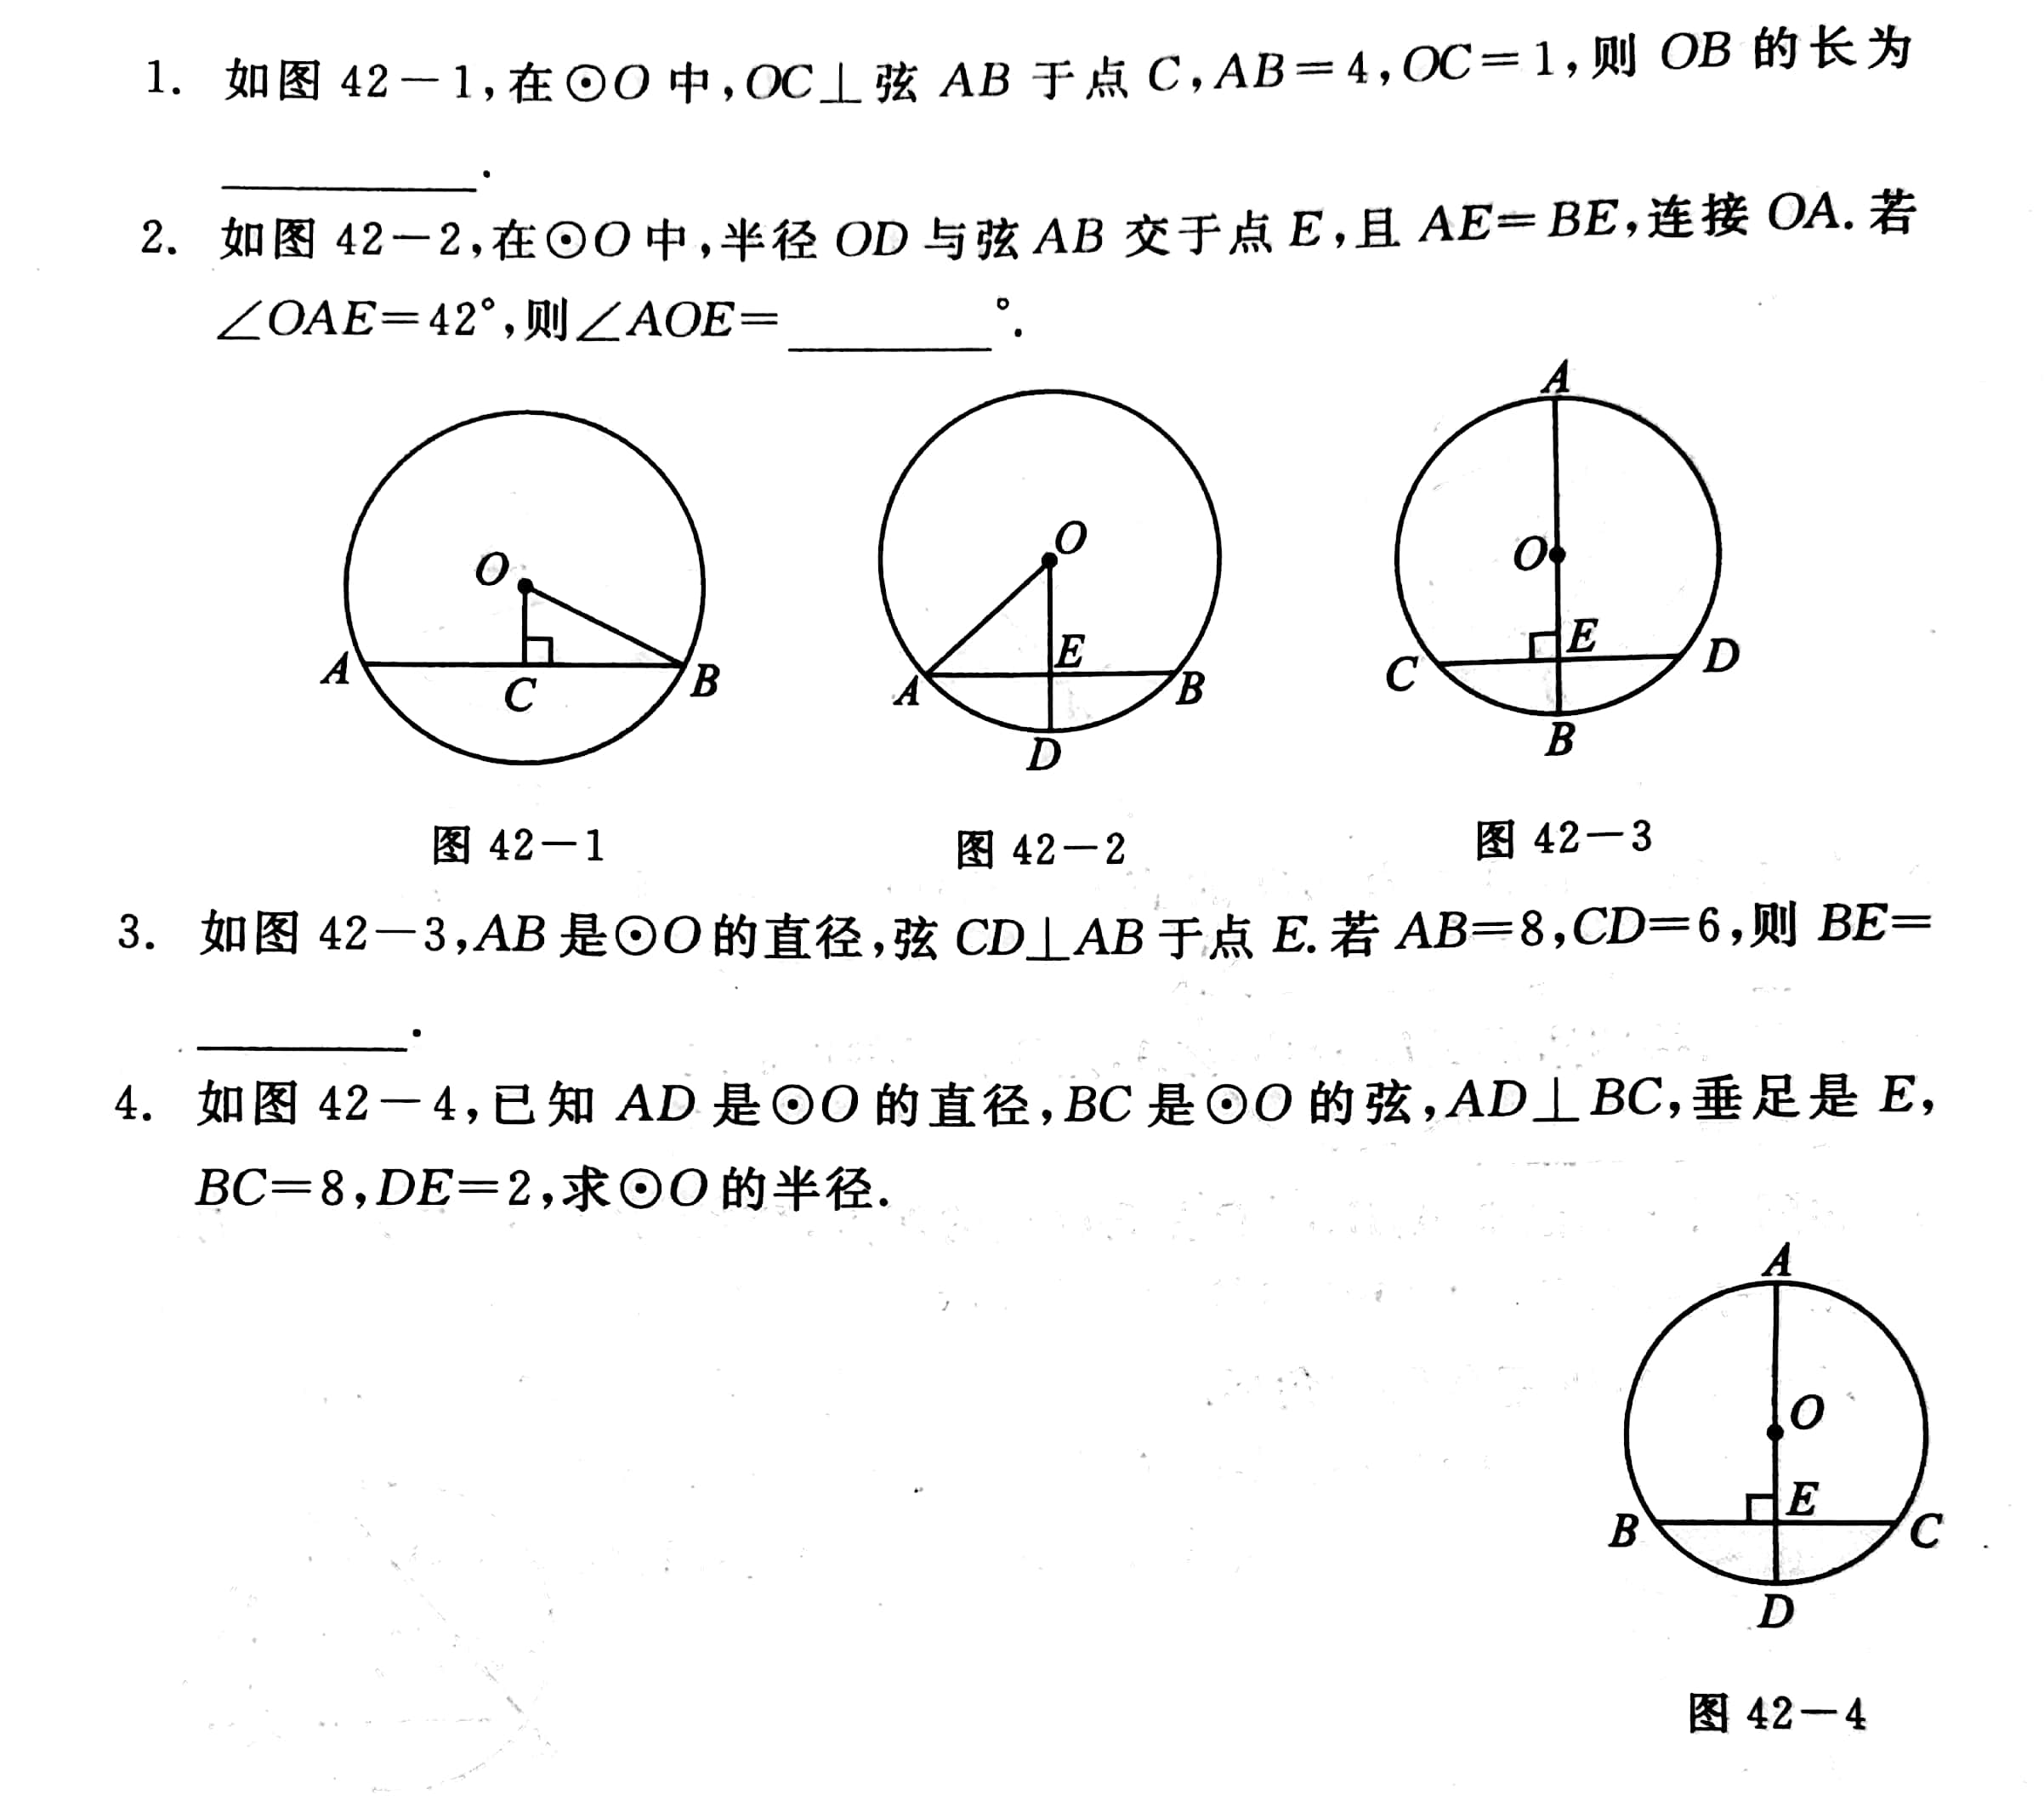 1. 如图 42－1,在⊙O 中,OC⊥弦 AB 于点 C,AB＝4,OC＝1,则 OB 的长为
________.
2. 如图 42－2,在⊙O 中,半径 OD 与弦 AB 交于点 E,且 AE＝BE,连接 OA. 若
∠OAE＝42°,则∠AOE＝________°.
O
A
C
B
图 42－1
O
E
A
B
D
图 42－2
A
O
E
C
D
B
图 42－3
3. 如图 42－3,AB 是⊙O 的直径,弦 CD⊥AB 于点 E. 若 AB＝8,CD＝6,则 BE＝
________.
4. 如图 42－4,已知 AD 是⊙O 的直径,BC 是⊙O 的弦,AD⊥BC,垂足是 E,
BC＝8,DE＝2,求⊙O 的半径.
A
O
E
B
C
D
图 42－4